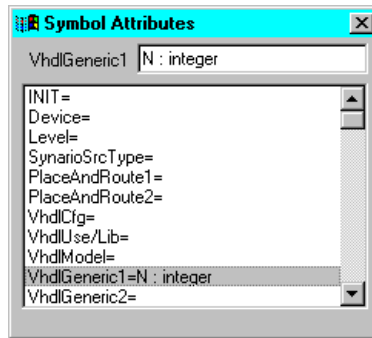 Symbol Attributes
VhdlGeneric1 N : integer
INIT=
Device=
Level=
SynarioSrcType=
PlaceAndRoute1=
PlaceAndRoute2=
VhdlCfg=
VhdlUse/Lib=
VhdlModel=
VhdlGeneric1=N : integer
VhdlGeneric2=